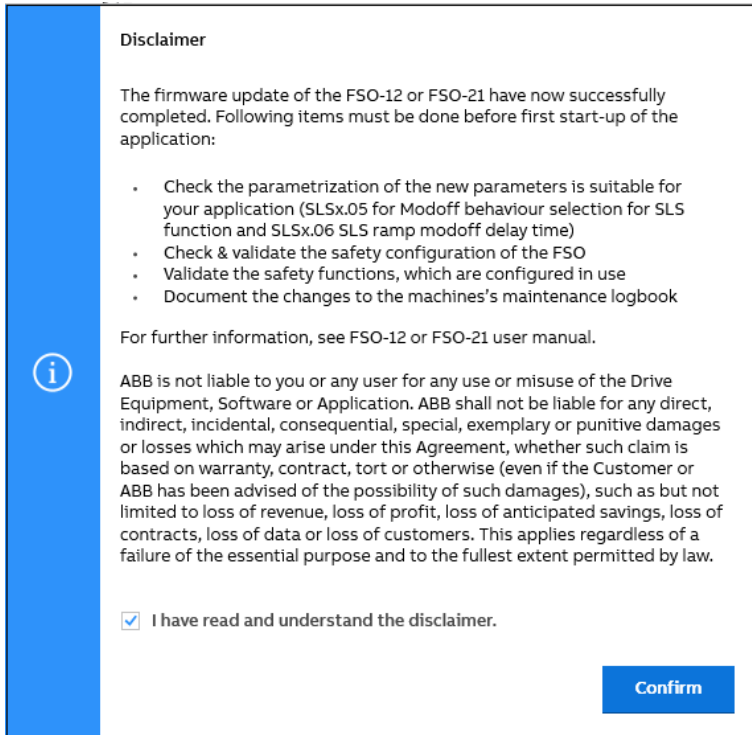 Disclaimer
The firmware update of the FSO-12 or FSO-21 have now successfully
completed. Following items must be done before first start-up of the
application:
• Check the parametrization of the new parameters is suitable for
your application (SLSx.05 for Modoff behaviour selection for SLS
function and SLSx.06 SLS ramp modoff delay time)
• Check & validate the safety configuration of the FSO
• Validate the safety functions, which are configured in use
• Document the changes to the machines's maintenance logbook
For further information, see FSO-12 or FSO-21 user manual.
ABB is not liable to you or any user for any use or misuse of the Drive
Equipment, Software or Application. ABB shall not be liable for any direct,
indirect, incidental, consequential, special, exemplary or punitive damages
or losses which may arise under this Agreement, whether such claim is
based on warranty, contract, tort or otherwise (even if the Customer or
ABB has been advised of the possibility of such damages), such as but not
limited to loss of revenue, loss of profit, loss of anticipated savings, loss of
contracts, loss of data or loss of customers. This applies regardless of a
failure of the essential purpose and to the fullest extent permitted by law.
I have read and understand the disclaimer.
Confirm